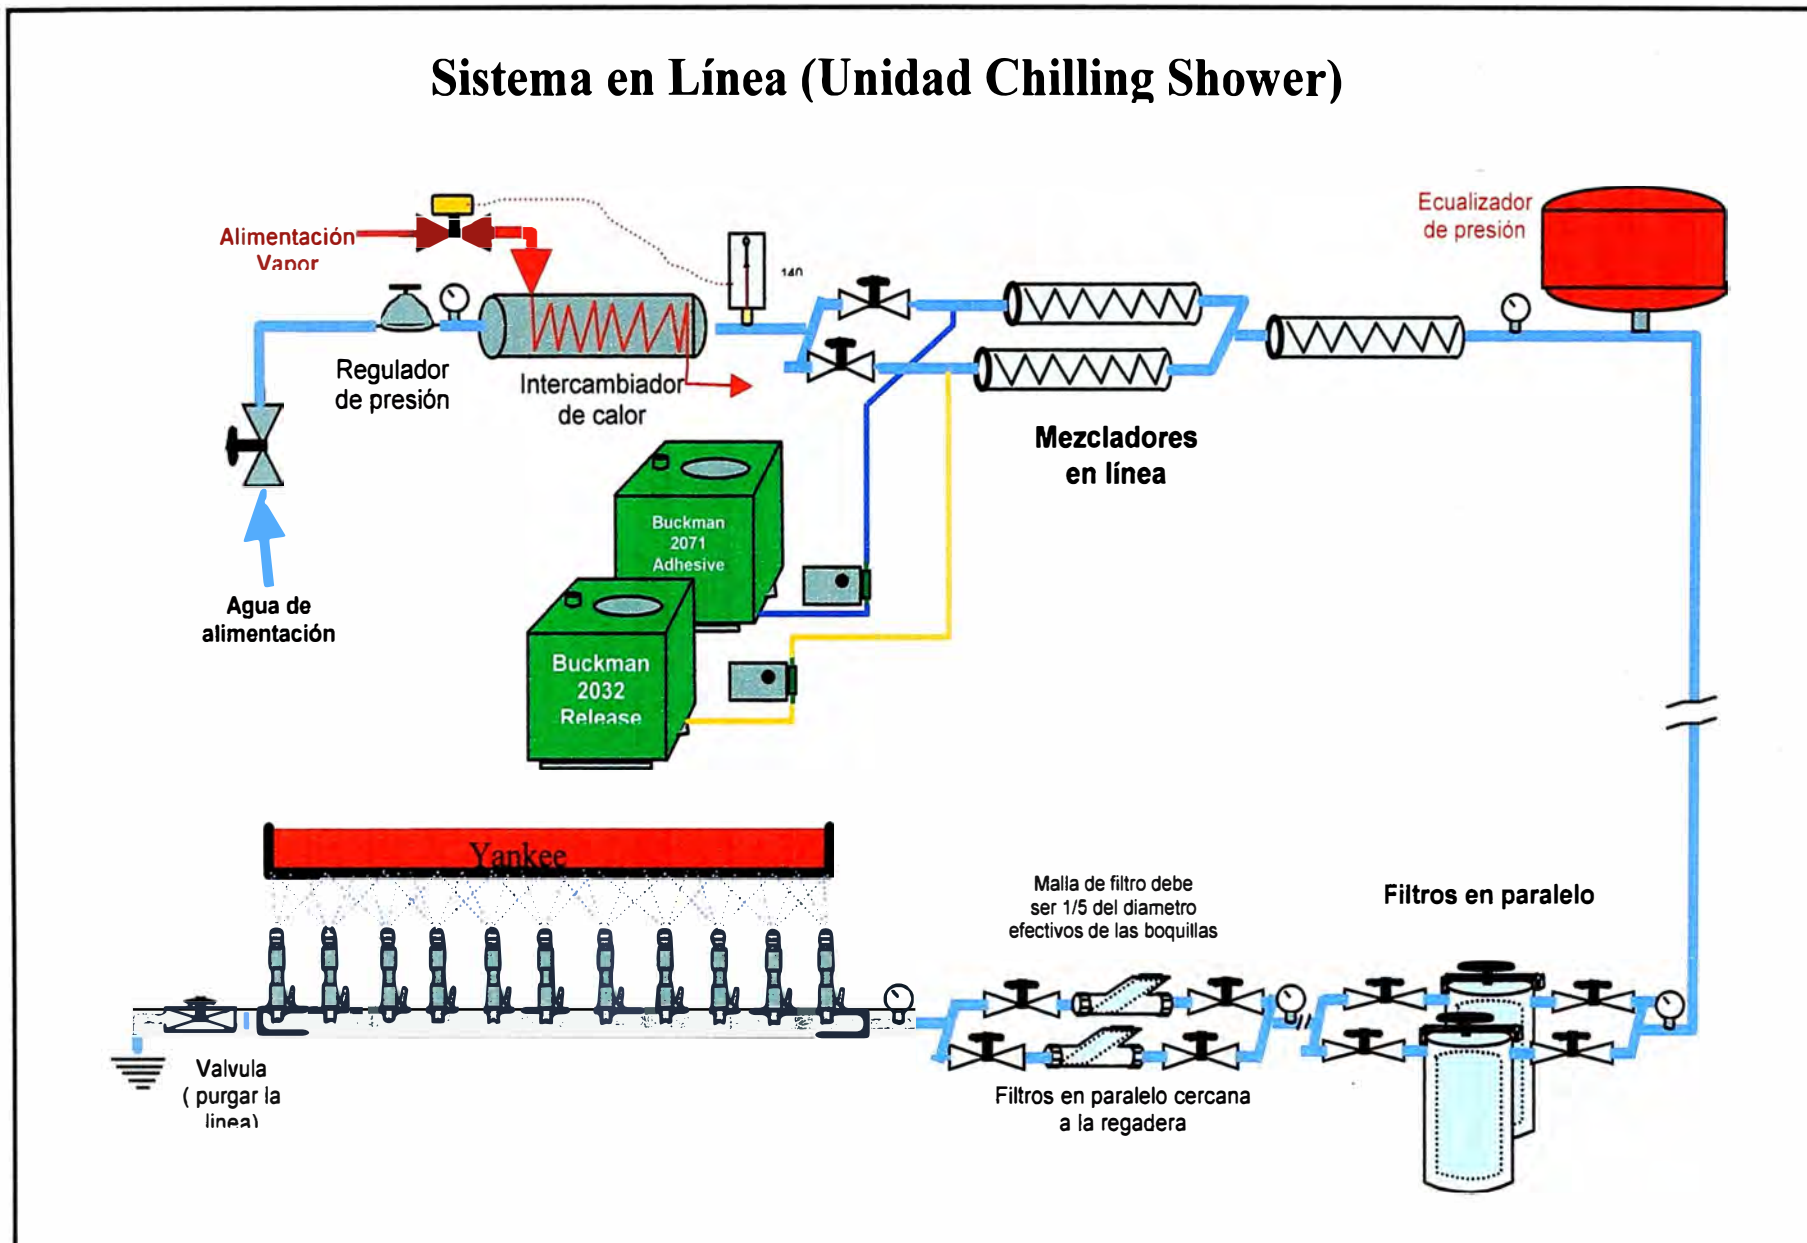 Sistema en Línea (Unidad Chilling Shower)
Ecualizador
de presión
Alimentación
Vapor
140
Regulador
de presión
Intercambiador
de calor
Mezcladores
en línea
Buckman
2071
Adhesive
Agua de
alimentación
Buckman
2032
Release
Yankee
Malla de filtro debe
ser 1/5 del diametro
efectivos de las boquillas
Filtros en paralelo
Valvula
( purgar la
linea)
Filtros en paralelo cercana
a la regadera